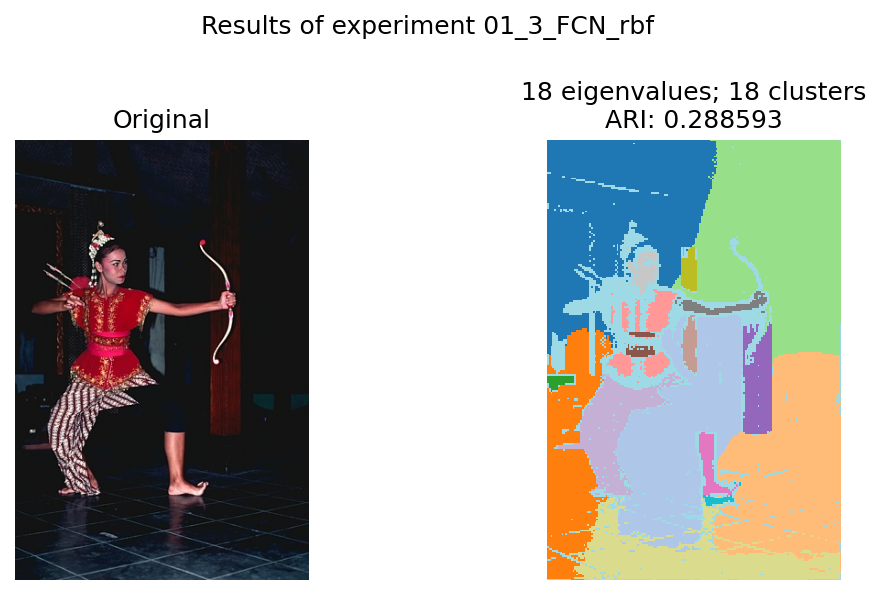 Results of experiment 01_3_FCN_rbf
Original
18 eigenvalues; 18 clusters
ARI: 0.288593